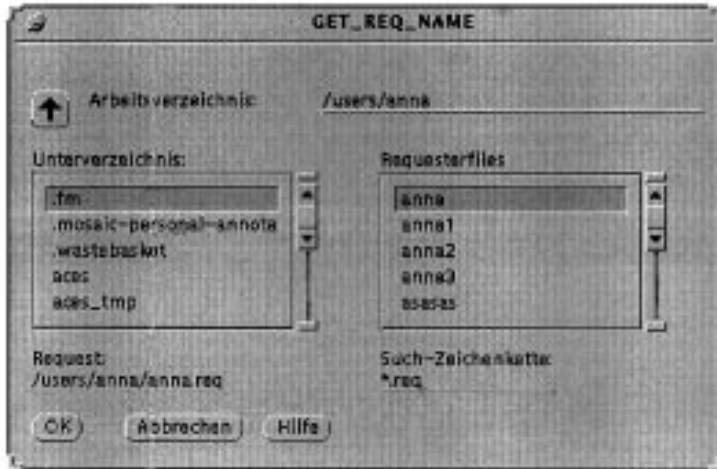 GET_REQ_NAME
Arbeitsverzeichnis: /users/anna
Unterverzeichnis:
.fm
.mosaic-personal-annota
.wastebasket
aces
aces_tmp
Requesterfiles
anna
anna1
anna2
anna3
asasas
Request:
/users/anna/anna.req
Such-Zeichenkette:
*.req
OK
Abbrechen
Hilfe